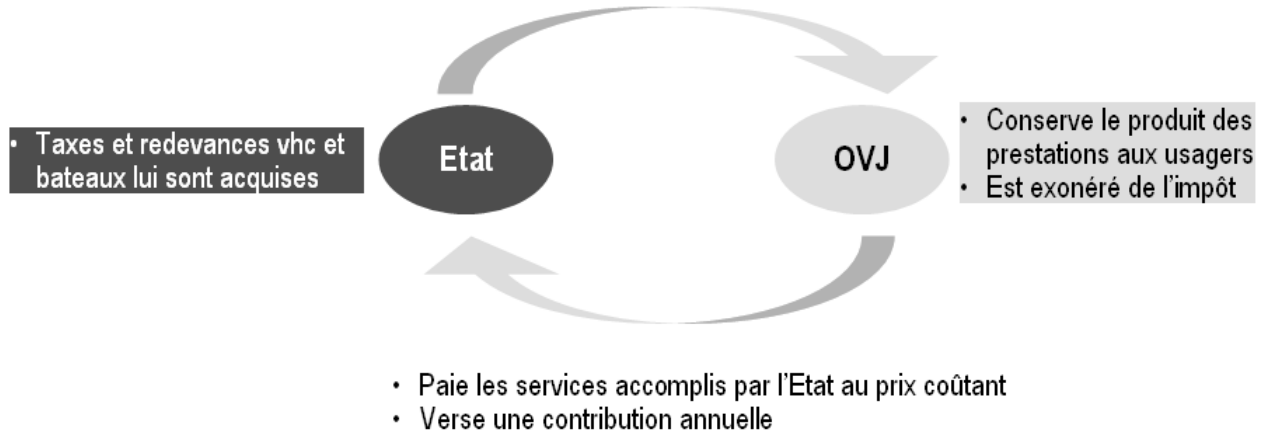 • Taxes et redevances vhc et
bateaux lui sont acquises
Etat
OVJ
• Conserve le produit des
prestations aux usagers
• Est exonéré de l'impôt
• Paie les services accomplis par l'Etat au prix coûtant
• Verse une contribution annuelle